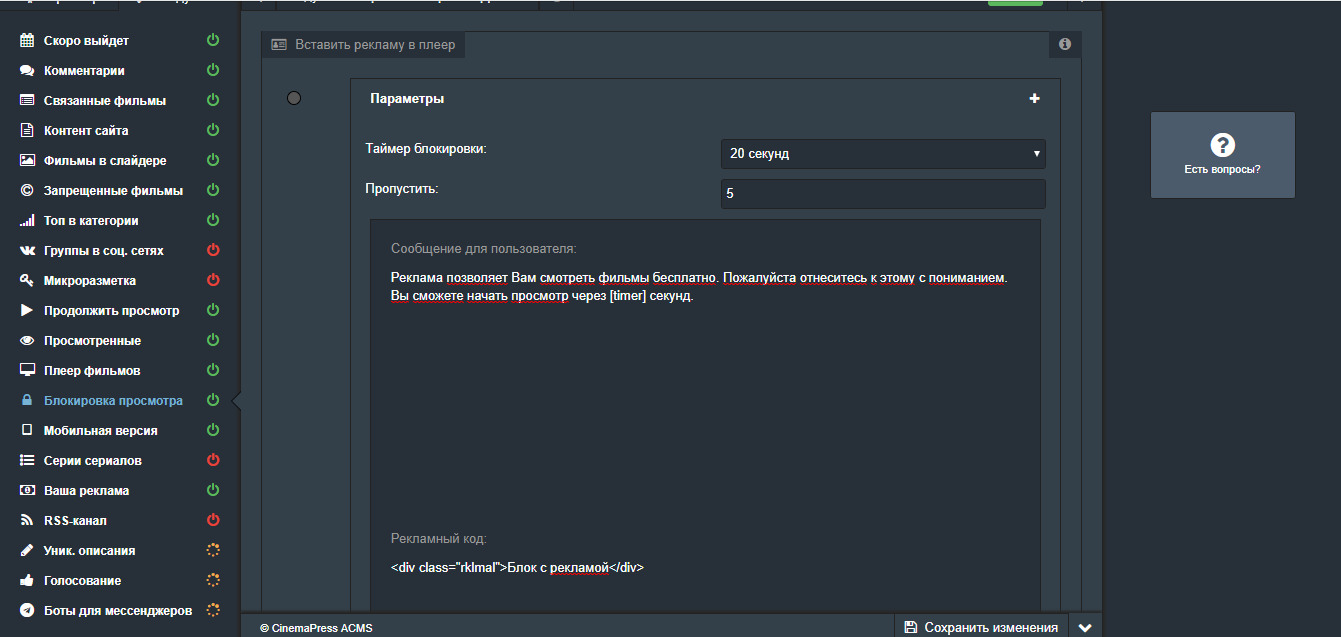 Скоро выйдет
Комментарии
Связанные фильмы
Контент сайта
Фильмы в слайдере
Запрещенные фильмы
Топ в категории
Группы в соц. сетях
Микроразметка
Продолжить просмотр
Просмотренные
Плеер фильмов
Блокировка просмотра
Мобильная версия
Серии сериалов
Ваша реклама
RSS-канал
Уник. описания
Голосование
Боты для мессенджеров
Вставить рекламу в плеер
Параметры
Таймер блокировки:
20 секунд
Пропустить:
5
Сообщение для пользователя:
Реклама позволяет Вам смотреть фильмы бесплатно. Пожалуйста отнеситесь к этому с пониманием.
Вы сможете начать просмотр через [timer] секунд.
Рекламный код:
<div class="rklmal">Блок с рекламой</div>
© CinemaPress ACMS
Сохранить изменения
Есть вопросы?